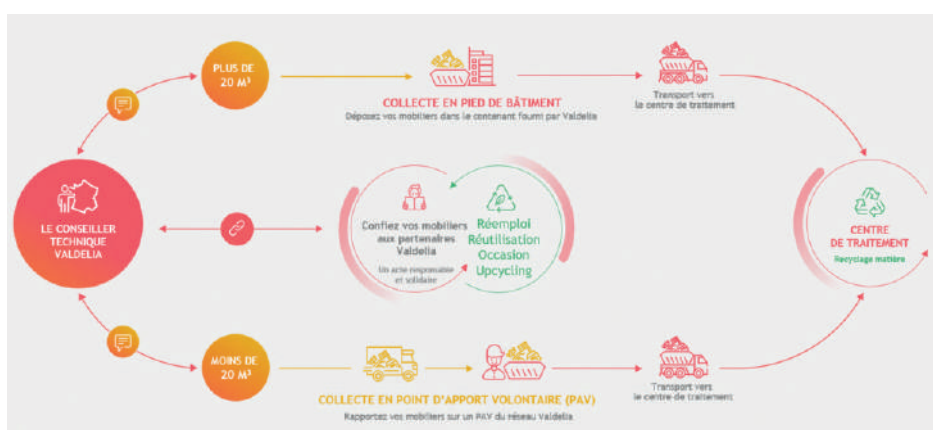 PLUS DE
20 M³
COLLECTE EN PIED DE BÂTIMENT
Déposez vos mobiliers dans le contenant fourni par Valdelia
Transport vers
le centre de traitement
LE CONSEILLER
TECHNIQUE
VALDELIA
Confiez vos mobiliers
aux partenaires
Valdelia
Un acte responsable
et solidaire
Réemploi
Réutilisation
Occasion
Upcycling
CENTRE
DE TRAITEMENT
Recyclage matière
MOINS DE
20 M³
COLLECTE EN POINT D'APPORT VOLONTAIRE (PAV)
Rapportez vos mobiliers sur un PAV du réseau Valdelia
Transport vers
le centre de traitement